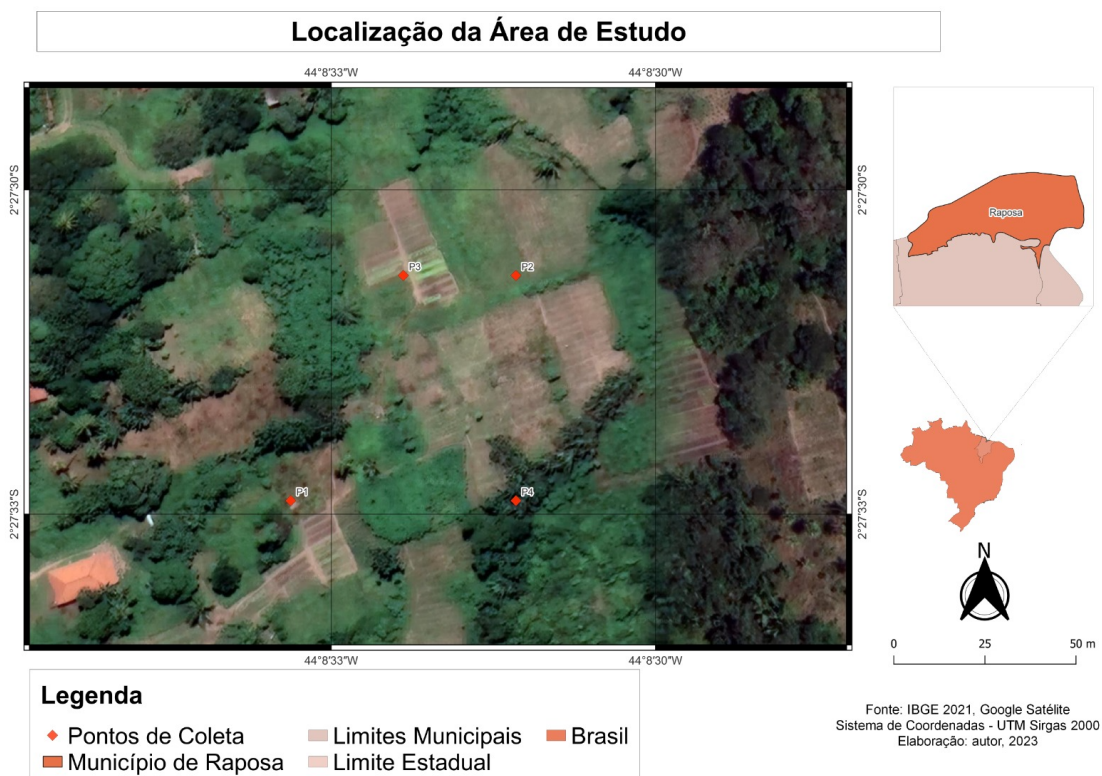 Localização da Área de Estudo
44°8'33"W
44°8'30"W
2°27'30"S
2°27'30"S
P3
P2
2°27'33"S
2°27'33"S
P1
P4
44°8'33"W
44°8'30"W
Raposa
N
0 25 50 m
Legenda
Pontos de Coleta
Limites Municipais
Brasil
Município de Raposa
Limite Estadual
Fonte: IBGE 2021, Google Satélite
Sistema de Coordenadas - UTM Sirgas 2000
Elaboração: autor, 2023